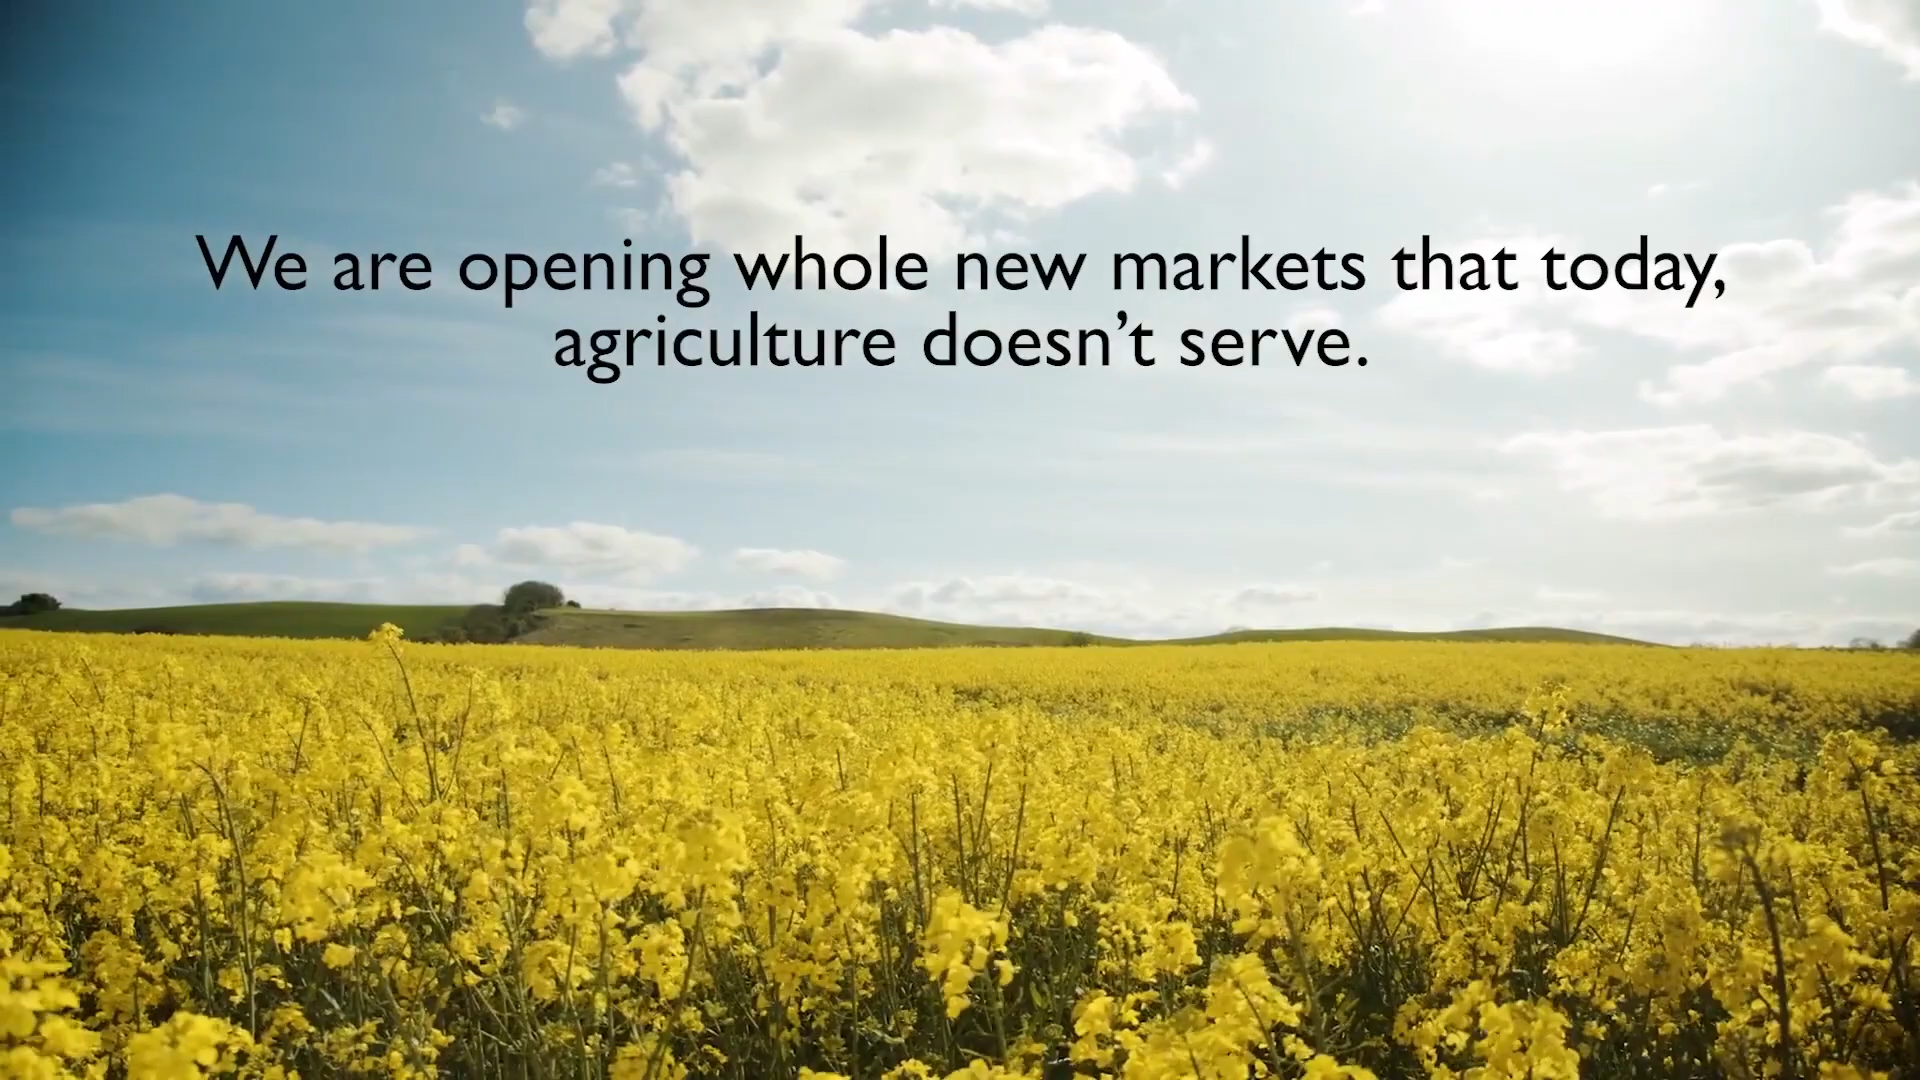 We are opening whole new markets that today,
agriculture doesn’t serve.